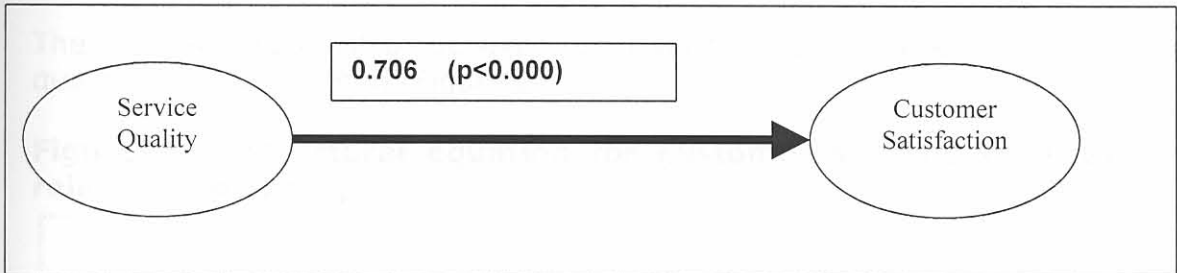 0.706 (p<0.000)
Service
Quality
Customer
Satisfaction